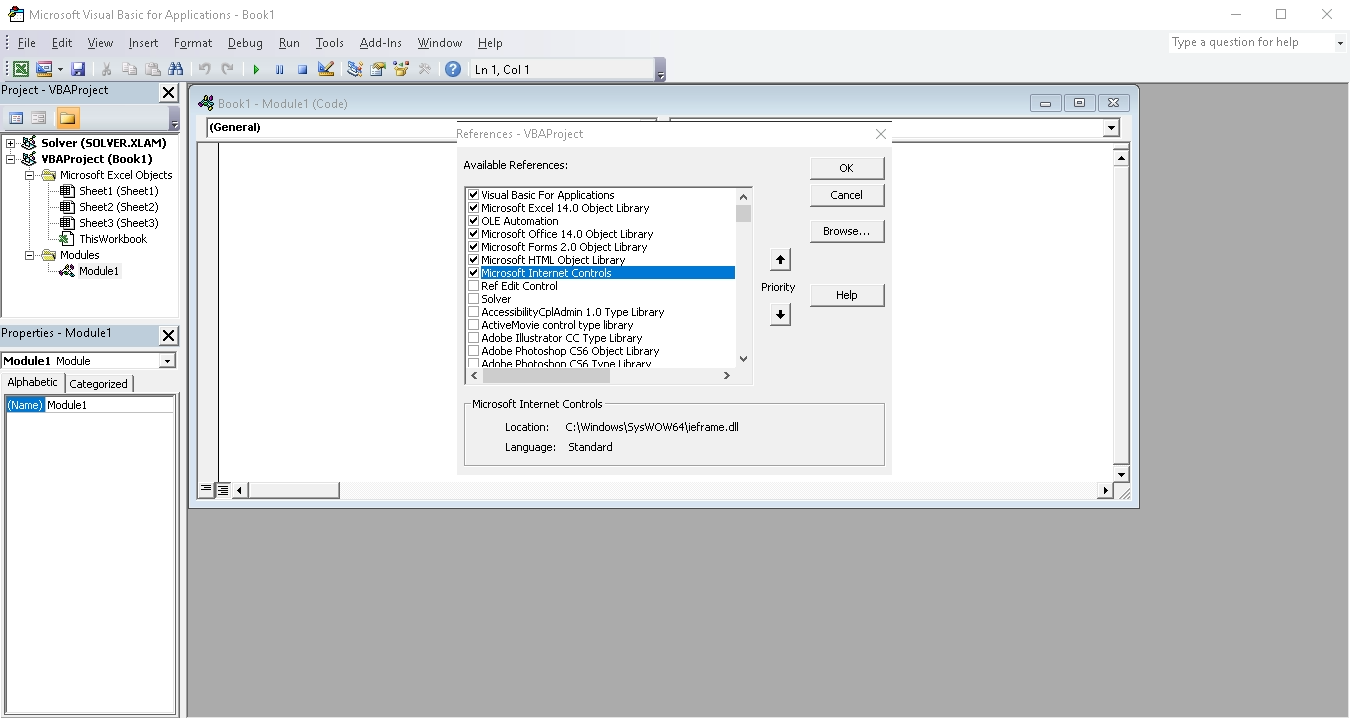 Microsoft Visual Basic for Applications - Book1
File Edit View Insert Format Debug Run Tools Add-Ins Window Help
Type a question for help
Ln 1, Col 1
Project - VBAProject
Solver (SOLVER.XLAM)
VBAProject (Book1)
Microsoft Excel Objects
Sheet1 (Sheet1)
Sheet2 (Sheet2)
Sheet3 (Sheet3)
ThisWorkbook
Modules
Module1
Properties - Module1
Module1 Module
Alphabetic Categorized
(Name) Module1
Book1 - Module1 (Code)
(General)
References - VBAProject
Available References:
Visual Basic For Applications
Microsoft Excel 14.0 Object Library
OLE Automation
Microsoft Office 14.0 Object Library
Microsoft Forms 2.0 Object Library
Microsoft HTML Object Library
Microsoft Internet Controls
Ref Edit Control
Solver
AccessibilityCplAdmin 1.0 Type Library
ActiveMovie control type library
Adobe Illustrator CC Type Library
Adobe Photoshop CS6 Object Library
Adobe Photoshop CS6 Type Library
OK
Cancel
Browse...
Priority
Help
Microsoft Internet Controls
Location: C:\Windows\SysWOW64\ieframe.dll
Language: Standard